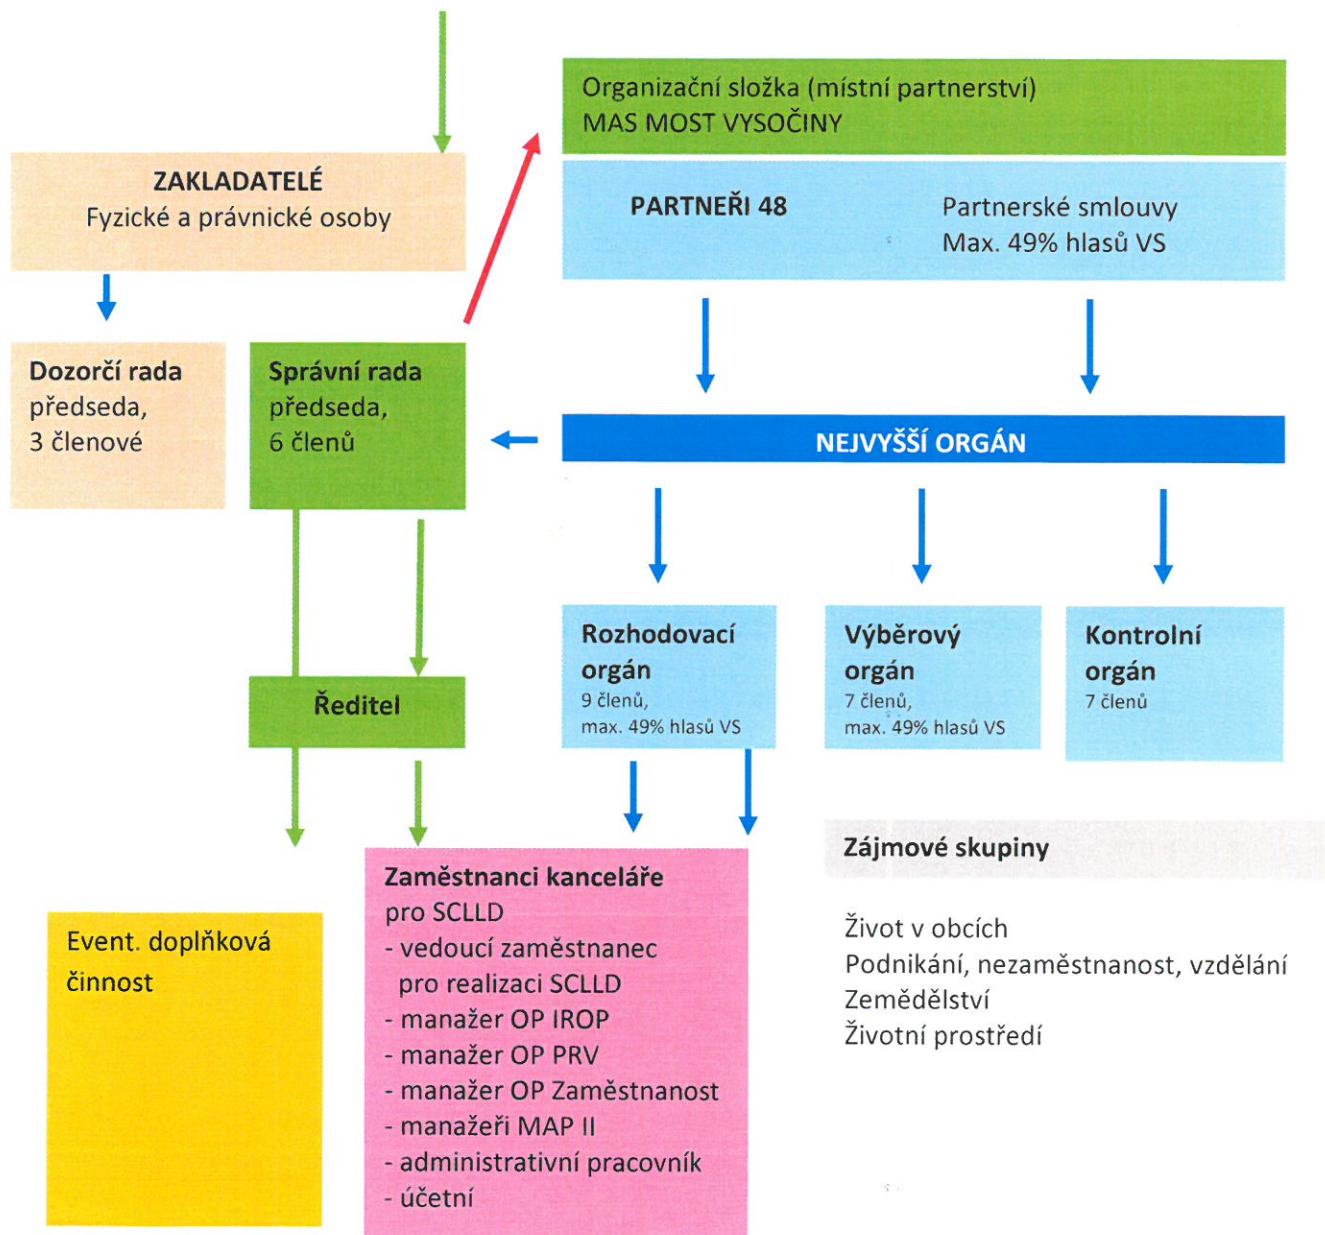 Organizační složka (místní partnerství)
MAS MOST VYSOČINY
ZAKLADATELÉ
Fyzické a právnické osoby
PARTNEŘI 48
Partnerské smlouvy
Max. 49% hlasů VS
Dozorčí rada
předseda,
3 členové
Správní rada
předseda,
6 členů
NEJVYŠŠÍ ORGÁN
Rozhodovací
orgán
9 členů,
max. 49% hlasů VS
Výběrový
orgán
7 členů,
max. 49% hlasů VS
Kontrolní
orgán
7 členů
Ředitel
Zájmové skupiny
Život v obcích
Podnikání, nezaměstnanost, vzdělání
Zemědělství
Životní prostředí
Zaměstnanci kanceláře
pro SCLLD
- vedoucí zaměstnanec
pro realizaci SCLLD
- manažer OP IROP
- manažer OP PRV
- manažer OP Zaměstnanost
- manažeři MAP II
- administrativní pracovník
- účetní
Event. doplňková
činnost